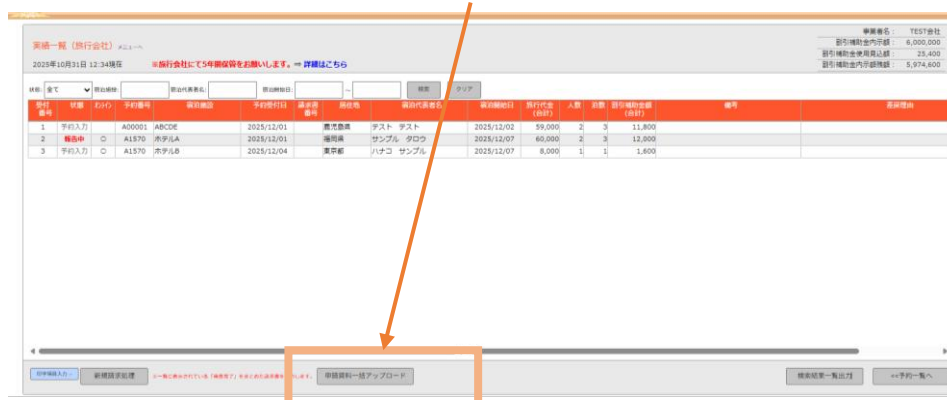 事業者名： TEST会社
実績一覧（旅行会社） メニューへ
割引補助金内示額： 6,000,000
割引補助金使用見込額： 25,400
2025年10月31日 12:34現在 ※旅行会社にて5年間保管をお願いします。⇒ 詳細はこちら
割引補助金内示額残額： 5,974,600
状態: 全て 宿泊施設: 宿泊代表者名: 宿泊開始日: ～ 検索 クリア
受付番号 状態 ｵﾝﾗｲﾝ 予約番号 宿泊施設 予約受付日 請求書番号 居住地 宿泊代表者名 宿泊開始日 旅行代金(合計) 人数 泊数 割引補助金額(合計) 備考 差戻理由
1 予約入力 A00001 ABCDE 2025/12/01 鹿児島県 テスト テスト 2025/12/02 59,000 2 3 11,800
2 報告中 ○ A1570 ホテルA 2025/12/01 福岡県 サンプル タロウ 2025/12/07 60,000 2 3 12,000
3 予約入力 ○ A1570 ホテルB 2025/12/04 東京都 ハナコ サンプル 2025/12/07 8,000 1 1 1,600
新規請求処理 申請資料一括アップロード 検索結果一覧出力 <<予約一覧へ